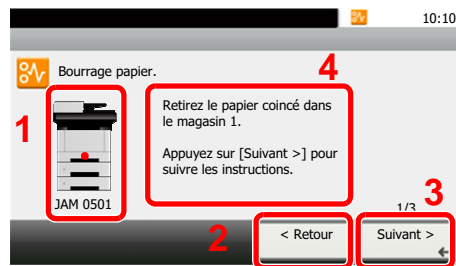 10:10
Bourrage papier.
4
1
Retirez le papier coincé dans
le magasin 1.
Appuyez sur [Suivant >] pour
suivre les instructions.
JAM 0501
1/3
3
2
< Retour
Suivant >